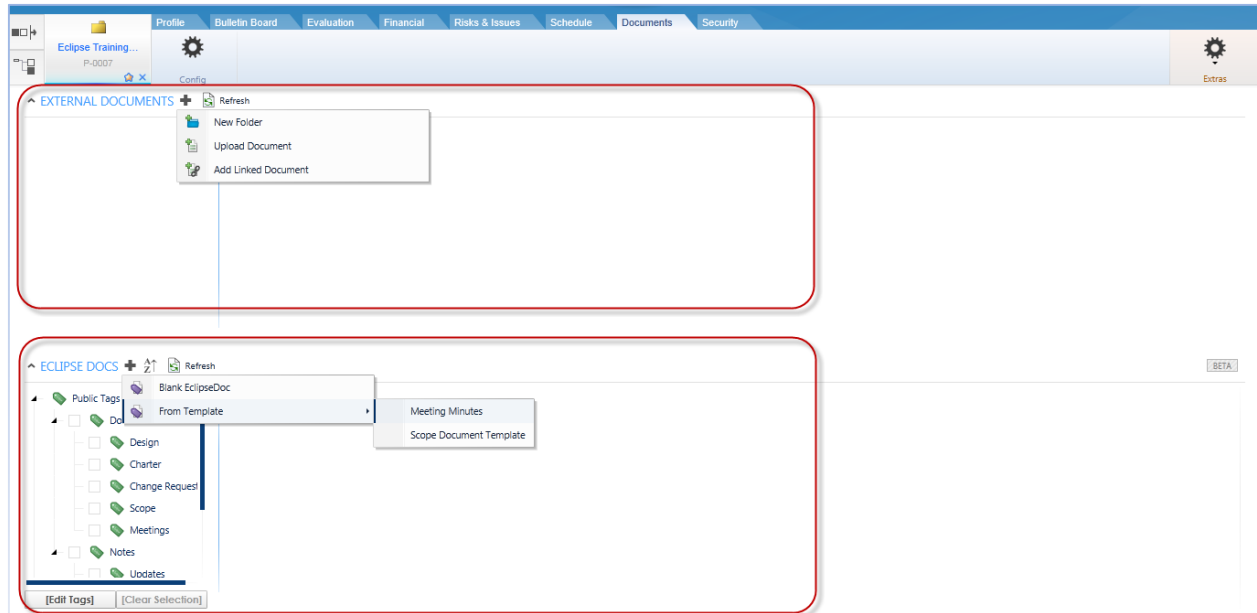 Profile Bulletin Board Evaluation Financial Risks & Issues Schedule Documents Security
Eclipse Training...
P-0007
Config
Extras
EXTERNAL DOCUMENTS Refresh
New Folder
Upload Document
Add Linked Document
ECLIPSE DOCS Refresh BETA
Blank EclipseDoc
Public Tags
From Template Meeting Minutes
Scope Document Template
Design
Charter
Change Request
Scope
Meetings
Notes
Updates
[Edit Tags] [Clear Selection]